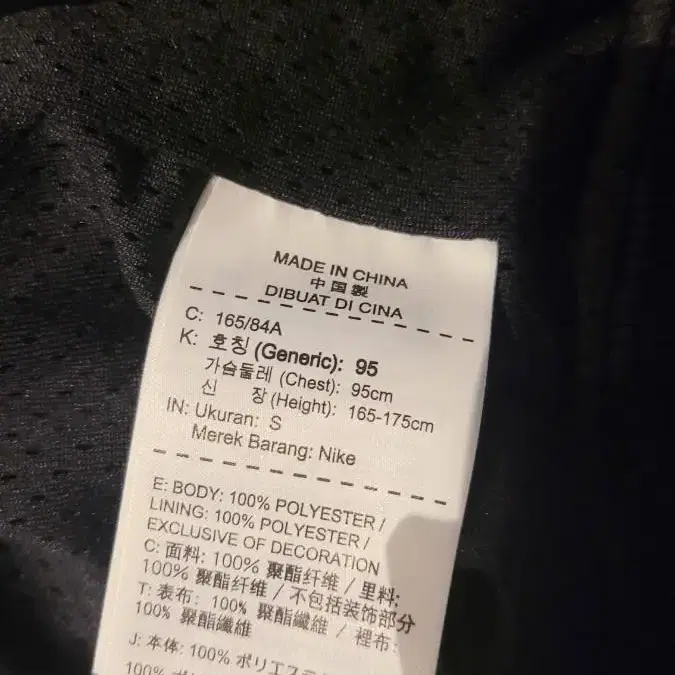 MADE IN CHINA
中国製
DIBUAT DI CINA
C: 165/84A
K: 호칭 (Generic): 95
가슴둘레 (Chest): 95cm
신 장 (Height): 165-175cm
IN: Ukuran: S
Merek Barang: Nike
E: BODY: 100% POLYESTER /
LINING: 100% POLYESTER /
EXCLUSIVE OF DECORATION
C: 面料: 100% 聚酯纤维 / 里料:
100% 聚酯纤维 / 不包括装饰部分
T: 表布: 100% 聚酯纖維 / 裡布:
100% 聚酯纖維
J: 本体: 100% ポリエステ
100%